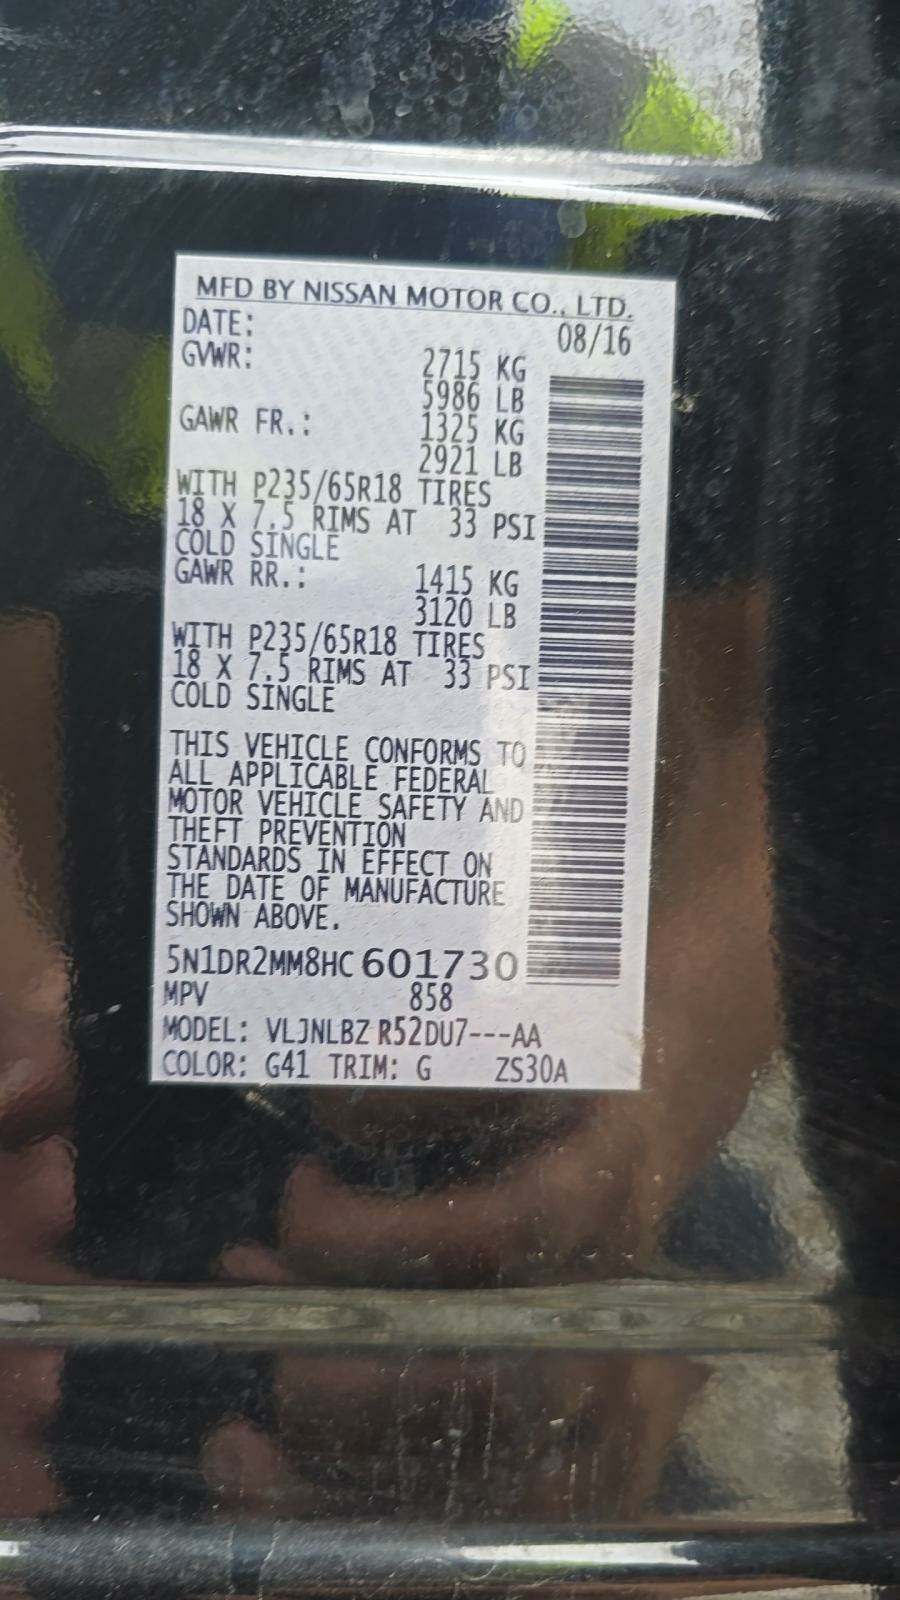 MFD BY NISSAN MOTOR CO., LTD.
DATE: 08/16
GVWR: 2715 KG
5986 LB
GAWR FR.: 1325 KG
2921 LB
WITH P235/65R18 TIRES
18 X 7.5 RIMS AT 33 PSI
COLD SINGLE
GAWR RR.: 1415 KG
3120 LB
WITH P235/65R18 TIRES
18 X 7.5 RIMS AT 33 PSI
COLD SINGLE
THIS VEHICLE CONFORMS TO
ALL APPLICABLE FEDERAL
MOTOR VEHICLE SAFETY AND
THEFT PREVENTION
STANDARDS IN EFFECT ON
THE DATE OF MANUFACTURE
SHOWN ABOVE.
5N1DR2MM8HC601730
MPV 858
MODEL: VLJNLBZ R52DU7---AA
COLOR: G41 TRIM: G ZS30A